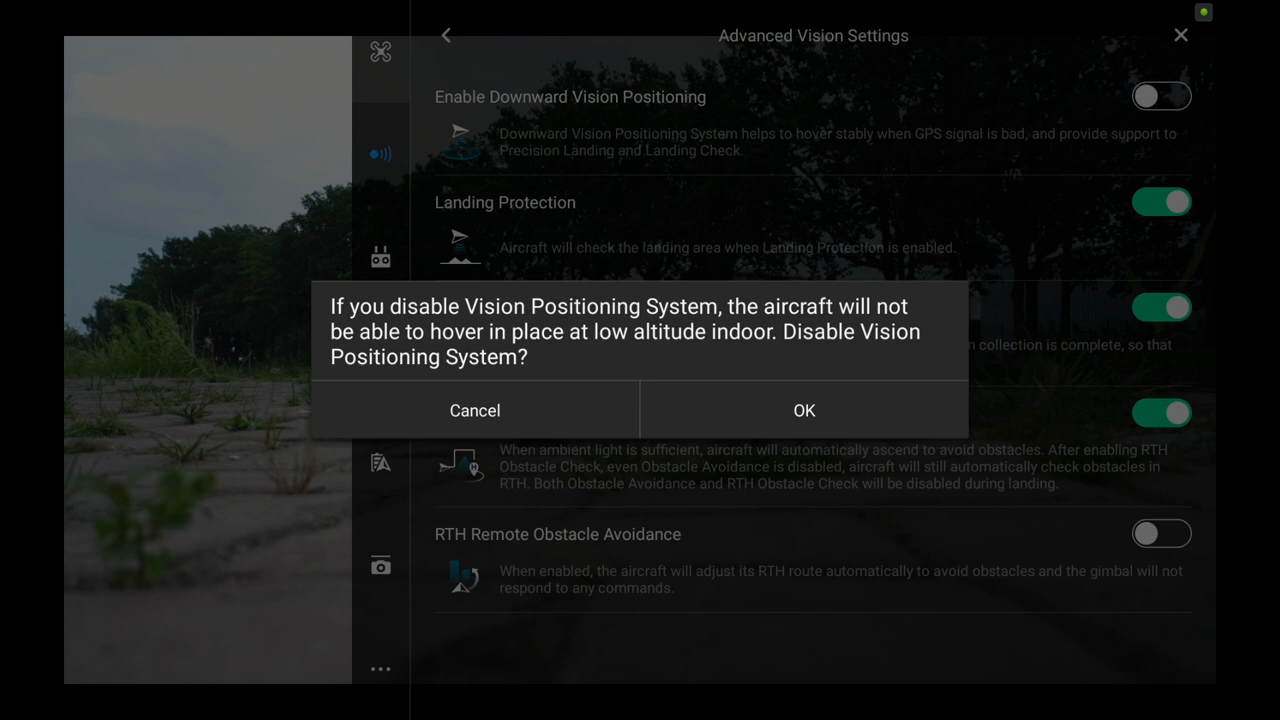 Advanced Vision Settings
Enable Downward Vision Positioning
Downward Vision Positioning System helps to hover stably when GPS signal is bad, and provide support to
Precision Landing and Landing Check.
Landing Protection
Aircraft will check the landing area when Landing Protection is enabled.
If you disable Vision Positioning System, the aircraft will not
be able to hover in place at low altitude indoor. Disable Vision
Positioning System?
n collection is complete, so that
Cancel
OK
When ambient light is sufficient, aircraft will automatically ascend to avoid obstacles. After enabling RTH
Obstacle Check, even Obstacle Avoidance is disabled, aircraft will still automatically check obstacles in
RTH. Both Obstacle Avoidance and RTH Obstacle Check will be disabled during landing.
RTH Remote Obstacle Avoidance
When enabled, the aircraft will adjust its RTH route automatically to avoid obstacles and the gimbal will not
respond to any commands.